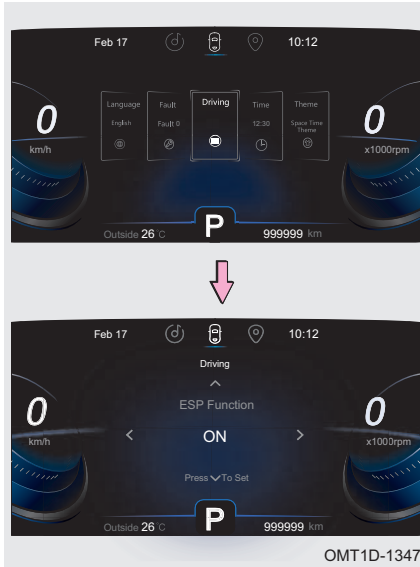 Feb 17 10:12
Language Fault Driving Time Theme
English Fault 0 12:30 Space Time
Theme
0 0
km/h x1000rpm
Outside 26°C P 999999 km
Feb 17 10:12
Driving
ESP Function
0 ON 0
km/h x1000rpm
Press To Set
Outside 26°C P 999999 km
OMT1D-1347